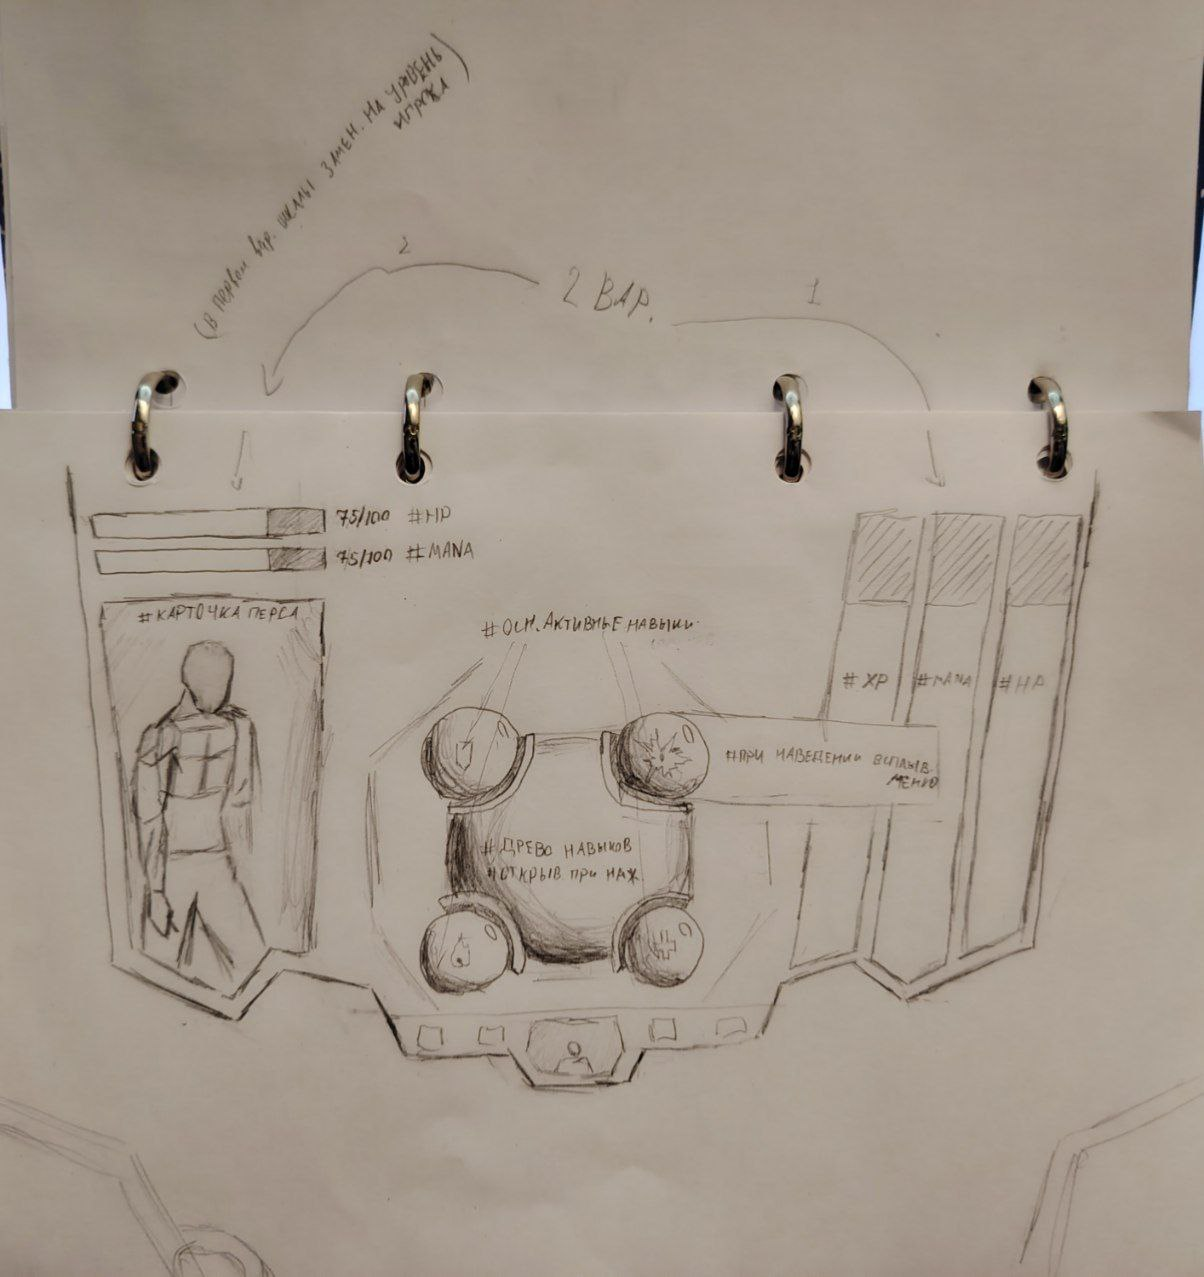 (В первом вар. шкалы замен. на уровень
игрока)
2
2 ВАР.
1
75/100 #HP
75/100 #MANA
#КАРТОЧКА ПЕРСА
#ОСН. АКТИВНЫЕ НАВЫКИ
#XP
#MANA
#HP
#ПРИ НАВЕДЕНИИ ВСПЛЫВ.
МЕНЮ
#ДРЕВО НАВЫКОВ
#ОТКРЫВ ПРИ НАЖ.